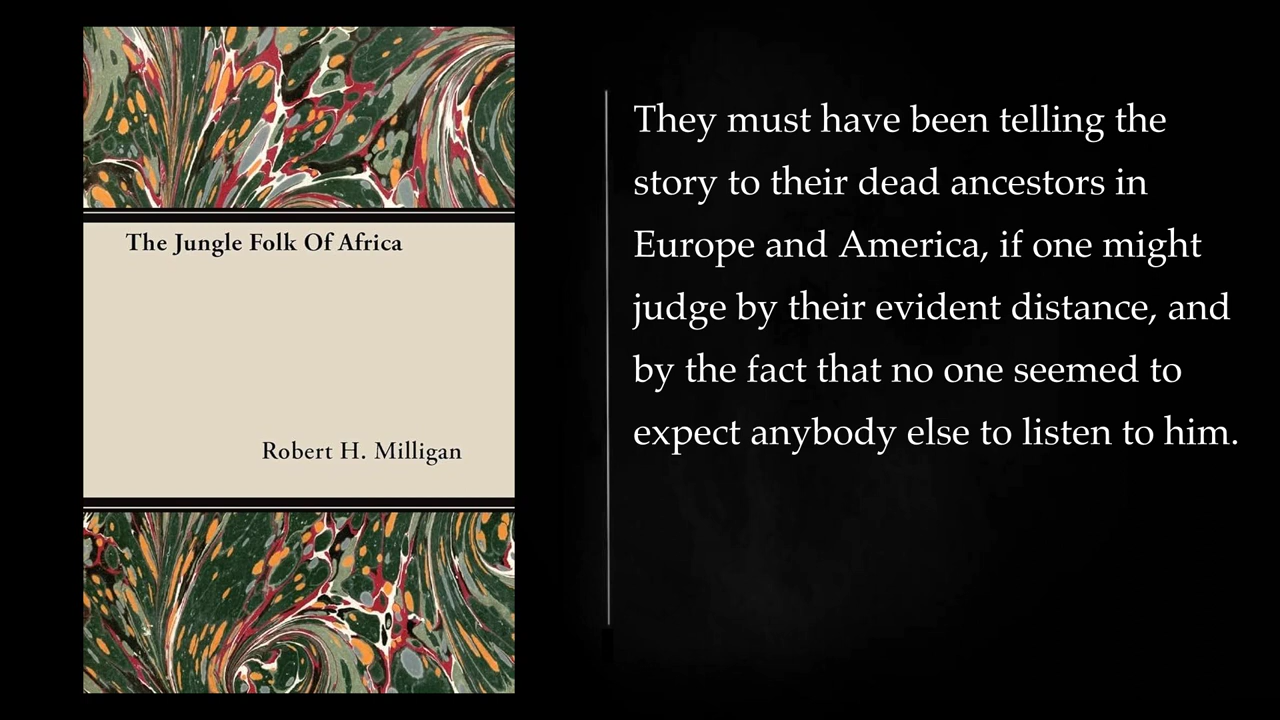 The Jungle Folk Of Africa
Robert H. Milligan
They must have been telling the
story to their dead ancestors in
Europe and America, if one might
judge by their evident distance, and
by the fact that no one seemed to
expect anybody else to listen to him.